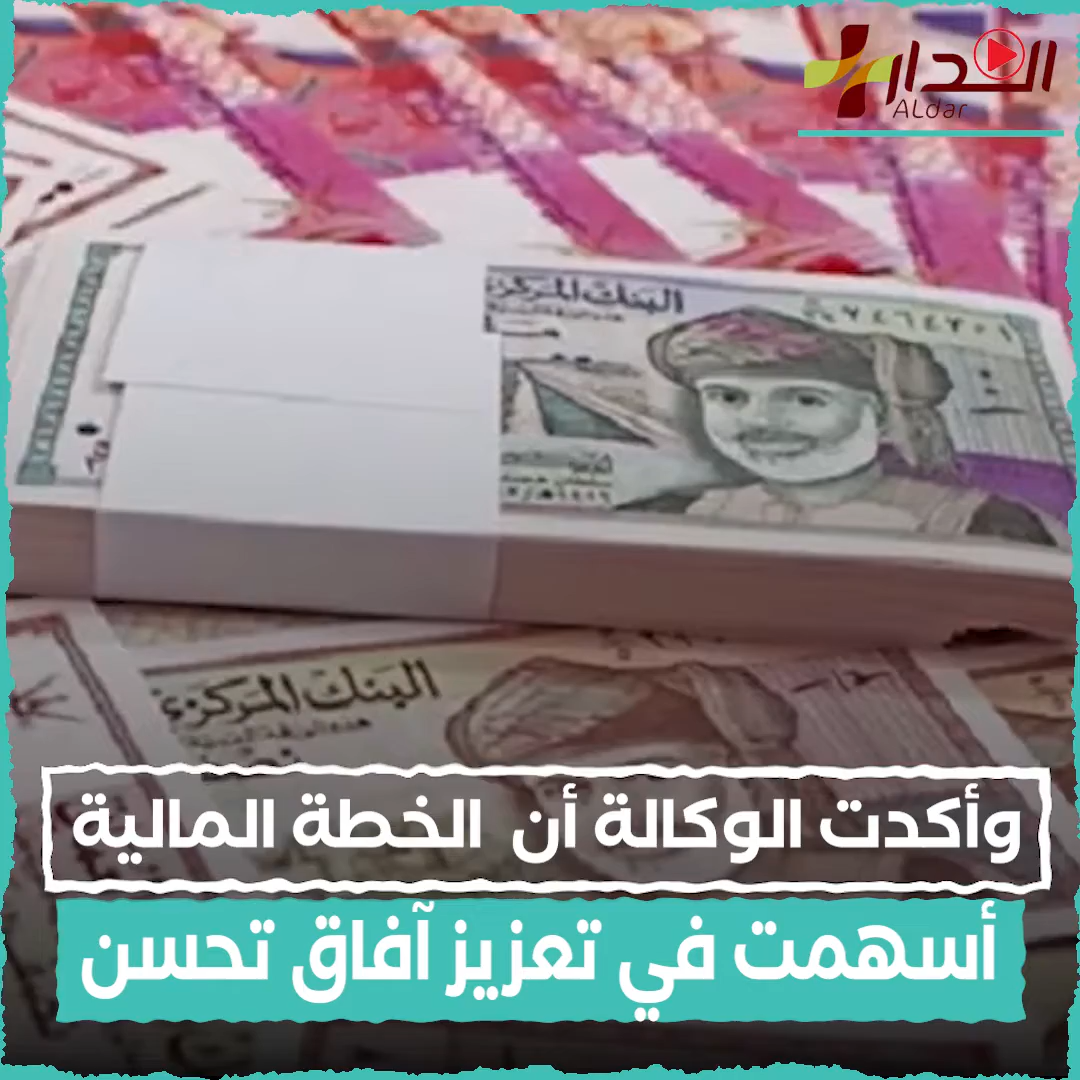 الدار
ALdar
البنك المركزي
البنك المركزي
وأكدت الوكالة أن الخطة المالية
أسهمت في تعزيز آفاق تحسن